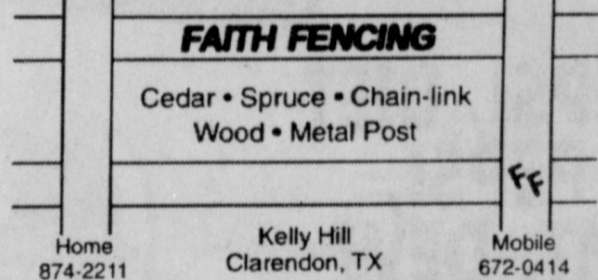 FAITH FENCING
Cedar • Spruce • Chain-link
Wood • Metal Post
FF
Kelly Hill
Clarendon, TX
Home
874-2211
Mobile
672-0414